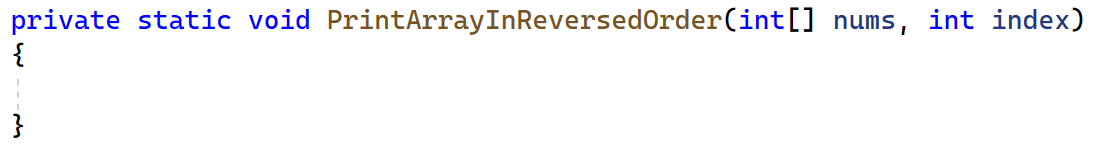 private static void PrintArrayInReversedOrder(int[] nums, int index)
{
}